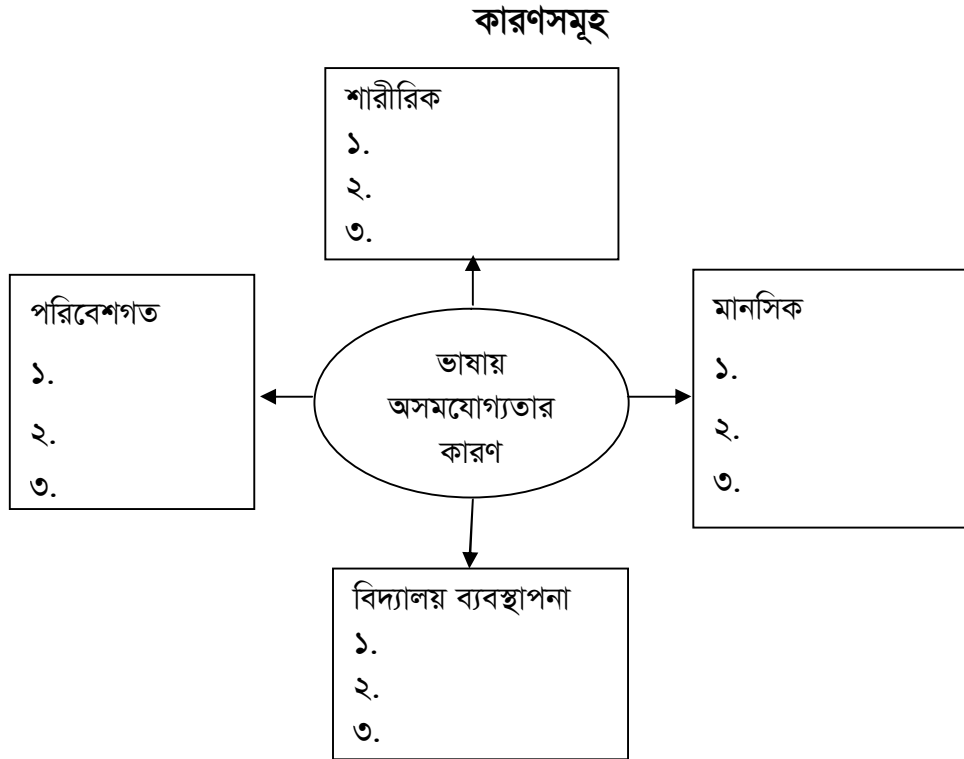 কারণসমূহ
শারীরিক
১.
২.
৩.
পরিবেশগত
১.
২.
৩.
ভাষায়
অসমযোগ্যতার
কারণ
মানসিক
১.
২.
৩.
বিদ্যালয় ব্যবস্থাপনা
১.
২.
৩.